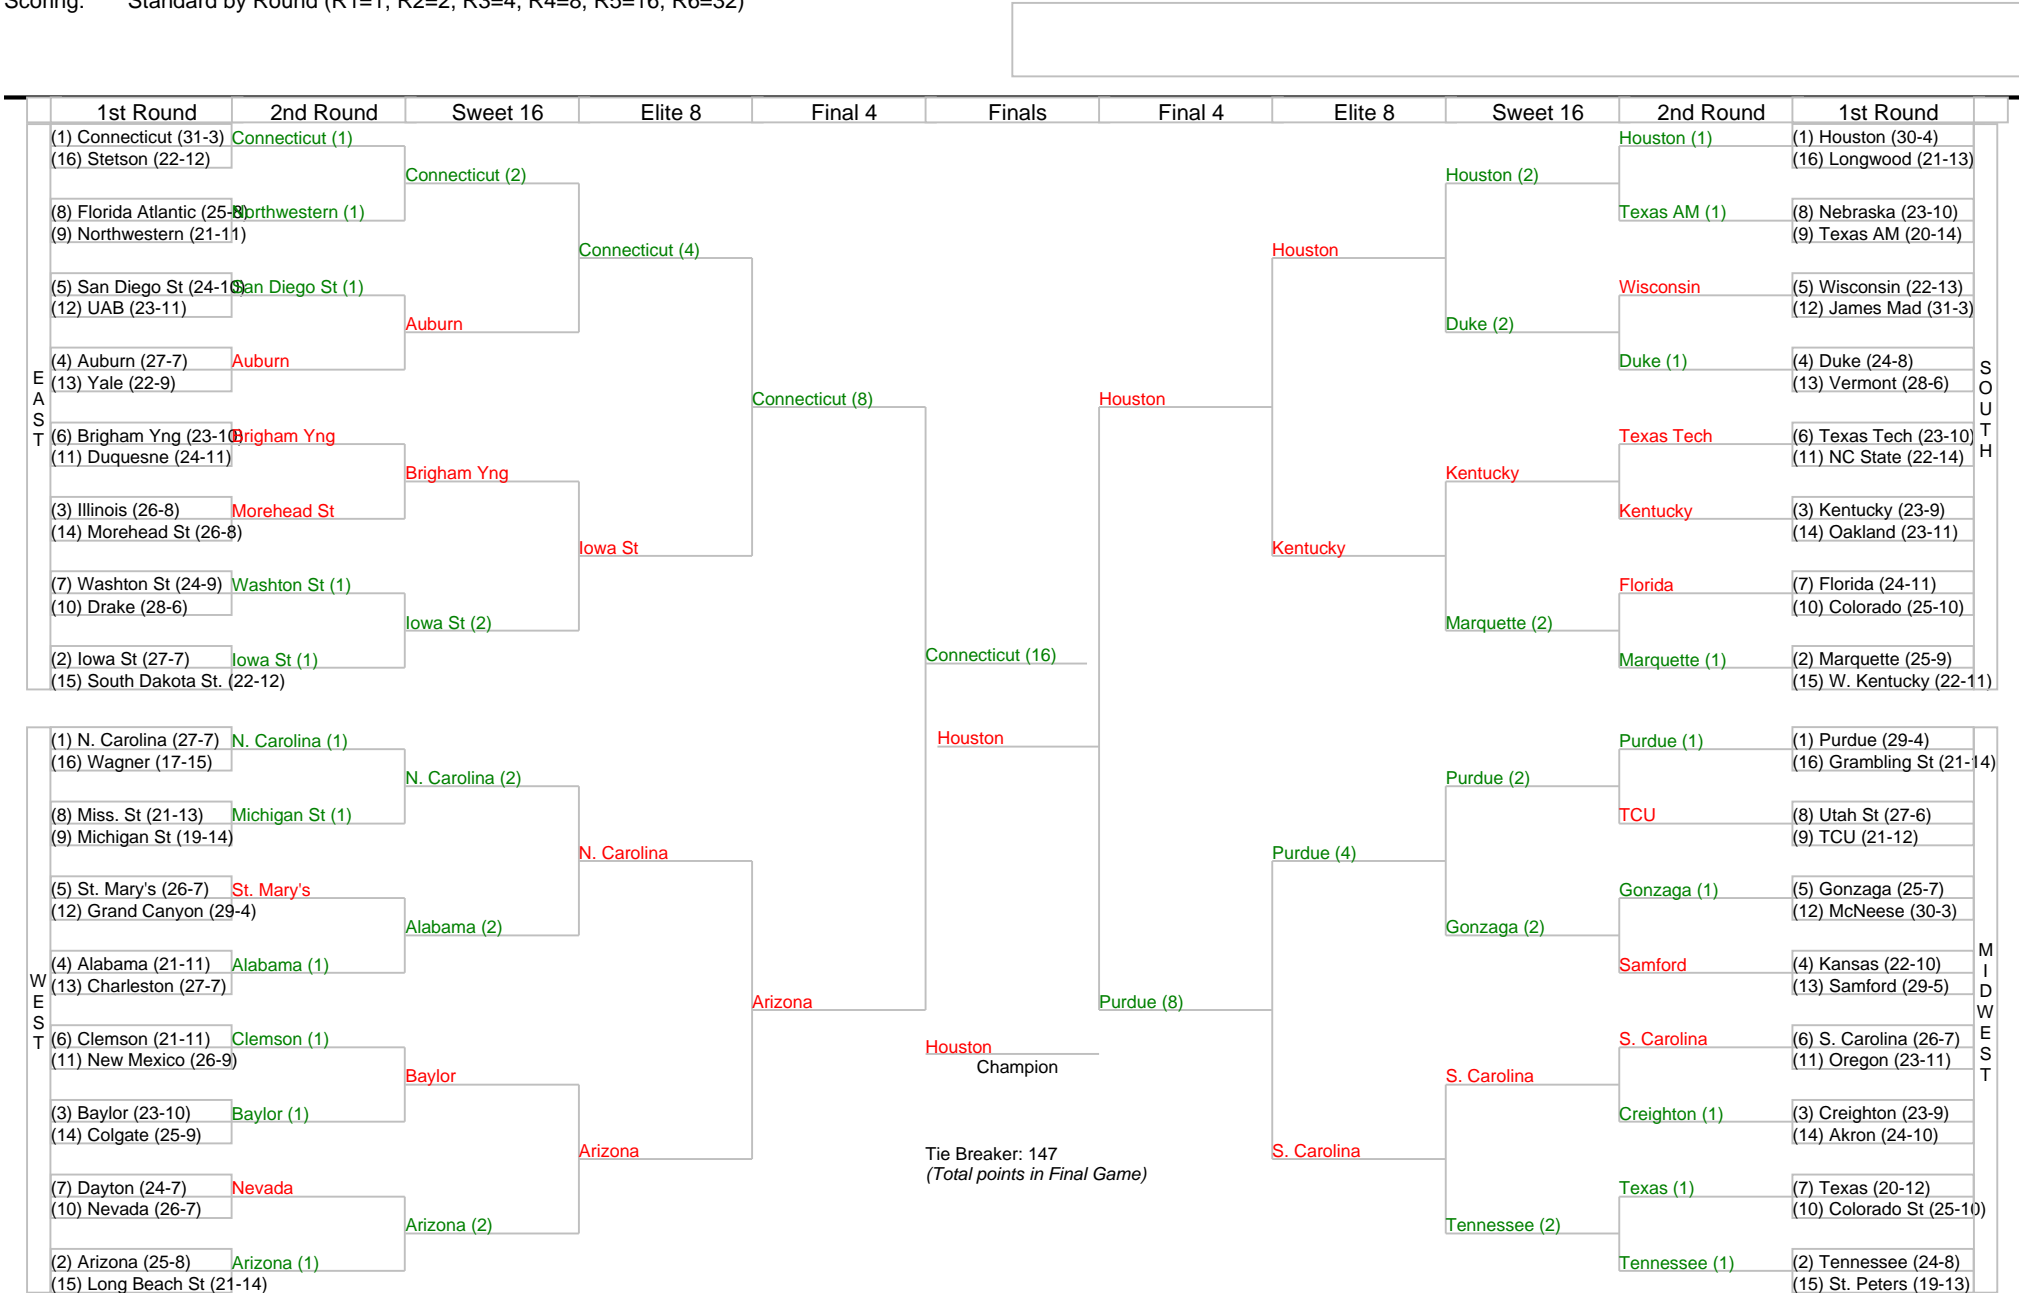 Scoring: Standard by Round (R1=1, R2=2, R3=4, R4=8, R5=16, R6=32)
1st Round 2nd Round Sweet 16 Elite 8 Final 4 Finals Final 4 Elite 8 Sweet 16 2nd Round 1st Round
EAST
(1) Connecticut (31-3)
(16) Stetson (22-12)
(8) Florida Atlantic (25-8)
(9) Northwestern (21-11)
(5) San Diego St (24-10)
(12) UAB (23-11)
(4) Auburn (27-7)
(13) Yale (22-9)
(6) Brigham Yng (23-10)
(11) Duquesne (24-11)
(3) Illinois (26-8)
(14) Morehead St (26-8)
(7) Washton St (24-9)
(10) Drake (28-6)
(2) Iowa St (27-7)
(15) South Dakota St. (22-12)
Connecticut (1)
Northwestern (1)
San Diego St (1)
Auburn
Brigham Yng
Morehead St
Washton St (1)
Iowa St (1)
Connecticut (2)
Auburn
Brigham Yng
Iowa St (2)
Connecticut (4)
Iowa St
Connecticut (8)
WEST
(1) N. Carolina (27-7)
(16) Wagner (17-15)
(8) Miss. St (21-13)
(9) Michigan St (19-14)
(5) St. Mary's (26-7)
(12) Grand Canyon (29-4)
(4) Alabama (21-11)
(13) Charleston (27-7)
(6) Clemson (21-11)
(11) New Mexico (26-9)
(3) Baylor (23-10)
(14) Colgate (25-9)
(7) Dayton (24-7)
(10) Nevada (26-7)
(2) Arizona (25-8)
(15) Long Beach St (21-14)
N. Carolina (1)
Michigan St (1)
St. Mary's
Alabama (1)
Clemson (1)
Baylor (1)
Nevada
Arizona (1)
N. Carolina (2)
Alabama (2)
Baylor
Arizona (2)
N. Carolina
Arizona
Arizona
Connecticut (16)
Houston
Houston
Champion
Tie Breaker: 147
(Total points in Final Game)
Houston
Purdue (8)
Houston
Kentucky
Houston (2)
Duke (2)
Kentucky
Marquette (2)
Houston (1)
Texas AM (1)
Wisconsin
Duke (1)
Texas Tech
Kentucky
Florida
Marquette (1)
(1) Houston (30-4)
(16) Longwood (21-13)
(8) Nebraska (23-10)
(9) Texas AM (20-14)
(5) Wisconsin (22-13)
(12) James Mad (31-3)
(4) Duke (24-8)
(13) Vermont (28-6)
(6) Texas Tech (23-10)
(11) NC State (22-14)
(3) Kentucky (23-9)
(14) Oakland (23-11)
(7) Florida (24-11)
(10) Colorado (25-10)
(2) Marquette (25-9)
(15) W. Kentucky (22-11)
SOUTH
Purdue (4)
S. Carolina
Purdue (2)
Gonzaga (2)
S. Carolina
Tennessee (2)
Purdue (1)
TCU
Gonzaga (1)
Samford
S. Carolina
Creighton (1)
Texas (1)
Tennessee (1)
(1) Purdue (29-4)
(16) Grambling St (21-14)
(8) Utah St (27-6)
(9) TCU (21-12)
(5) Gonzaga (25-7)
(12) McNeese (30-3)
(4) Kansas (22-10)
(13) Samford (29-5)
(6) S. Carolina (26-7)
(11) Oregon (23-11)
(3) Creighton (23-9)
(14) Akron (24-10)
(7) Texas (20-12)
(10) Colorado St (25-10)
(2) Tennessee (24-8)
(15) St. Peters (19-13)
MIDWEST